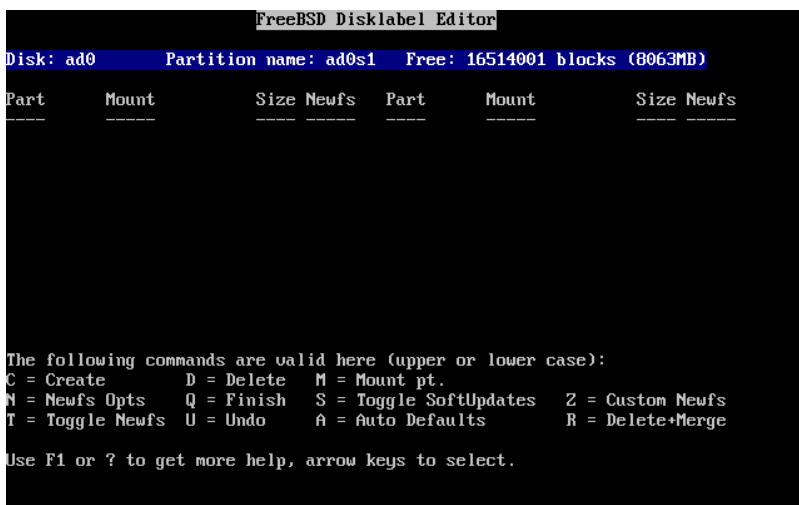 FreeBSD Disklabel Editor
Disk: ad0       Partition name: ad0s1   Free: 16514001 blocks (8063MB)
Part      Mount          Size Newfs   Part      Mount          Size Newfs
----      -----          ---- -----   ----      -----          ---- -----
The following commands are valid here (upper or lower case):
C = Create        D = Delete   M = Mount pt.
N = Newfs Opts    Q = Finish   S = Toggle SoftUpdates   Z = Custom Newfs
T = Toggle Newfs  U = Undo     A = Auto Defaults        R = Delete+Merge
Use F1 or ? to get more help, arrow keys to select.